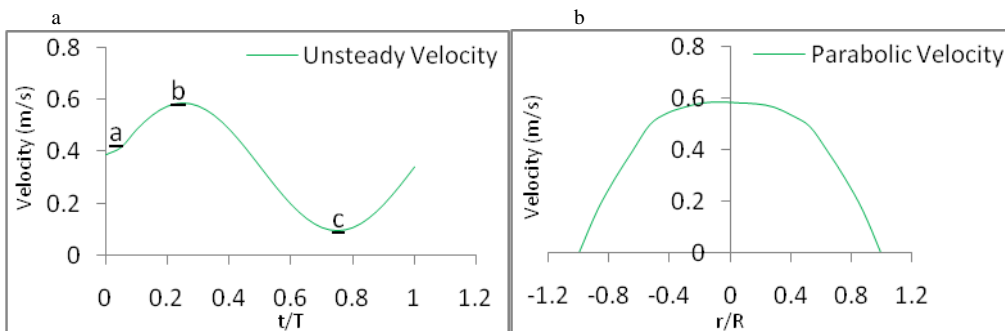 a
0.8
0.6
0.4
0.2
0
Velocity (m/s)
Unsteady Velocity
a
b
c
0 0.2 0.4 0.6 0.8 1 1.2
t/T
b
0.8
0.6
0.4
0.2
0
Velocity (m/s)
Parabolic Velocity
-1.2 -0.8 -0.4 0 0.4 0.8 1.2
r/R